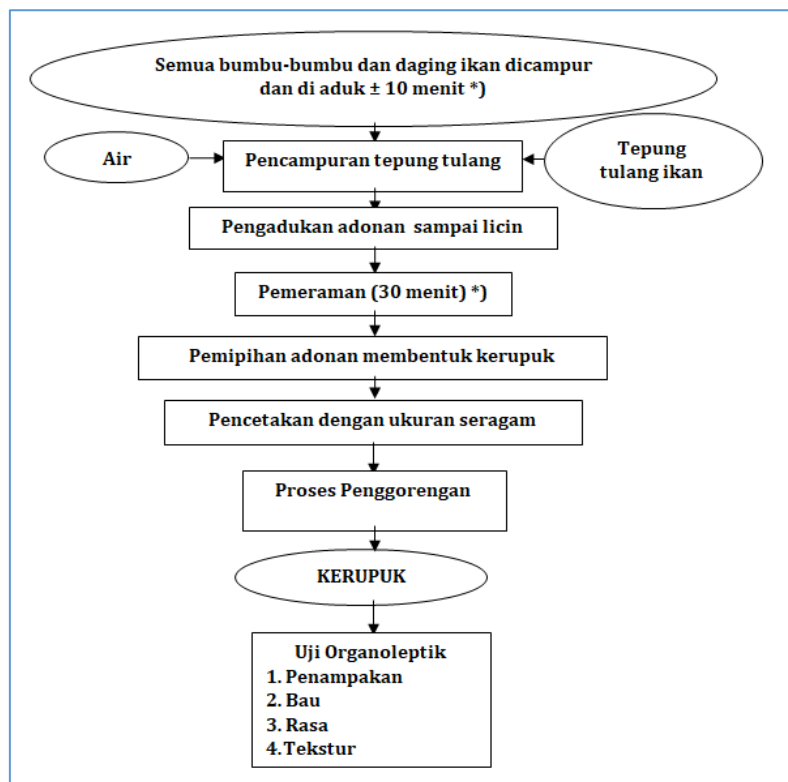 Semua bumbu-bumbu dan daging ikan dicampur
dan di aduk ± 10 menit *)
Air
Pencampuran tepung tulang
Tepung
tulang ikan
Pengadukan adonan sampai licin
Pemeraman (30 menit) *)
Pemipihan adonan membentuk kerupuk
Pencetakan dengan ukuran seragam
Proses Penggorengan
KERUPUK
Uji Organoleptik
1. Penampakan
2. Bau
3. Rasa
4. Tekstur